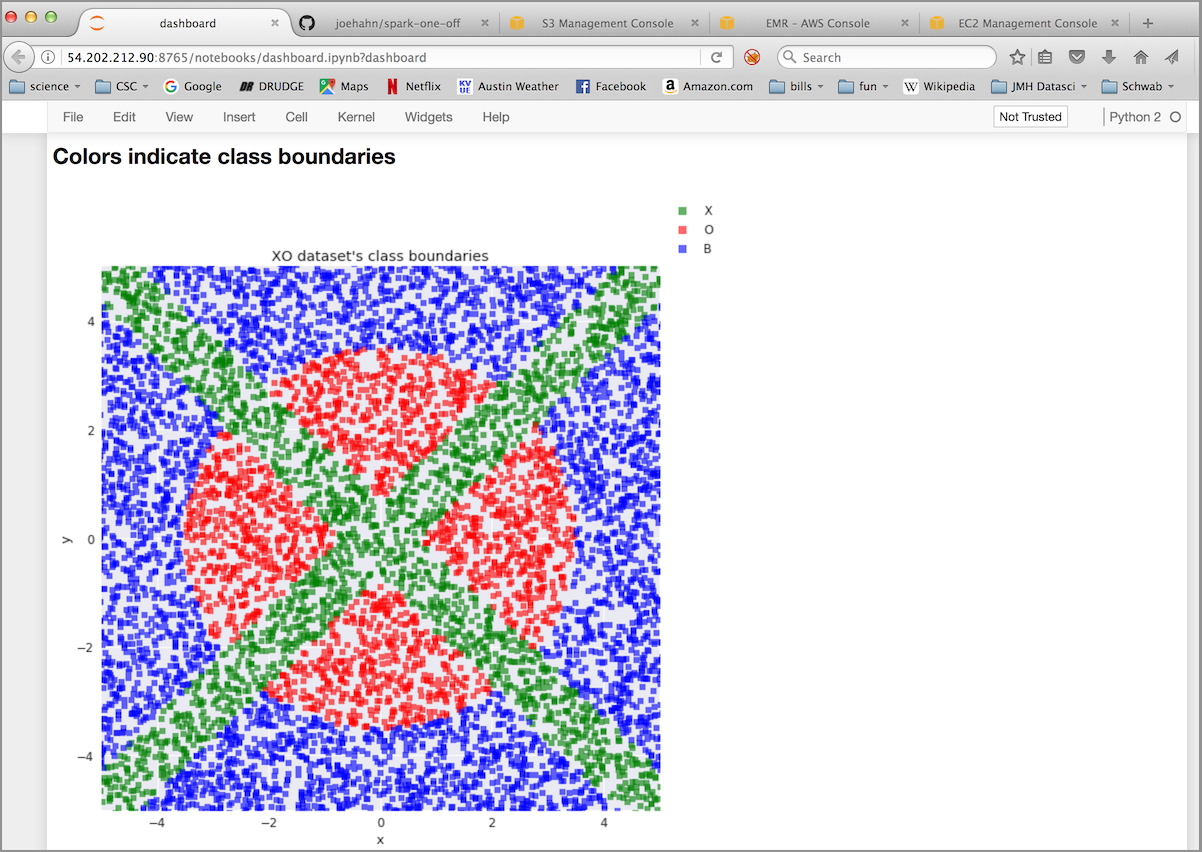 dashboard
joehahn/spark-one-off
S3 Management Console
EMR – AWS Console
EC2 Management Console
54.202.212.90:8765/notebooks/dashboard.ipynb?dashboard
Search
science
CSC
Google
DRUDGE
Maps
Netflix
KVUE Austin Weather
Facebook
Amazon.com
bills
fun
Wikipedia
JMH Datasci
Schwab
File Edit View Insert Cell Kernel Widgets Help
Not Trusted
Python 2
Colors indicate class boundaries
X
O
B
XO dataset's class boundaries
4
2
y
0
−2
−4
−4 −2 0 2 4
x